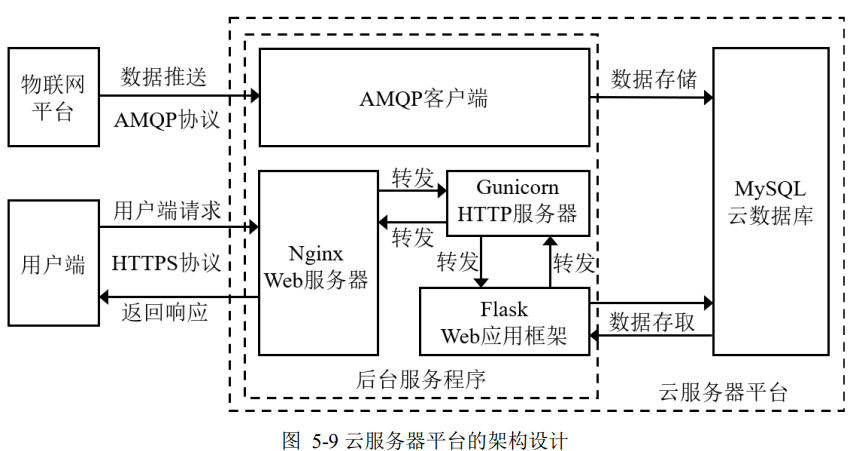 物联网
平台
数据推送
AMQP协议
AMQP客户端
数据存储
MySQL
云数据库
用户端
用户端请求
HTTPS协议
返回响应
Nginx
Web服务器
转发
转发
Gunicorn
HTTP服务器
转发
转发
Flask
Web应用框架
数据存取
后台服务程序
云服务器平台
图 5-9 云服务器平台的架构设计